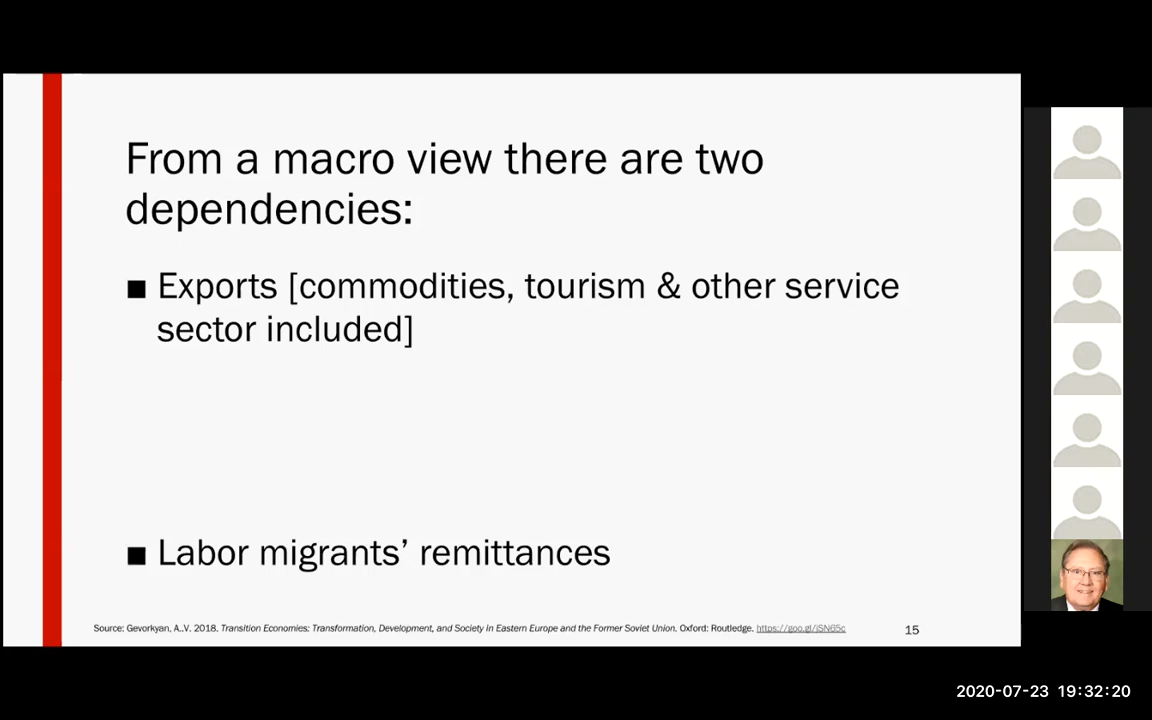 From a macro view there are two
dependencies:
■ Exports [commodities, tourism & other service
sector included]
■ Labor migrants’ remittances
Source: Gevorkyan, A..V. 2018. Transition Economies: Transformation, Development, and Society in Eastern Europe and the Former Soviet Union. Oxford: Routledge. https://goo.gl/jSN65c
15
2020-07-23 19:32:20